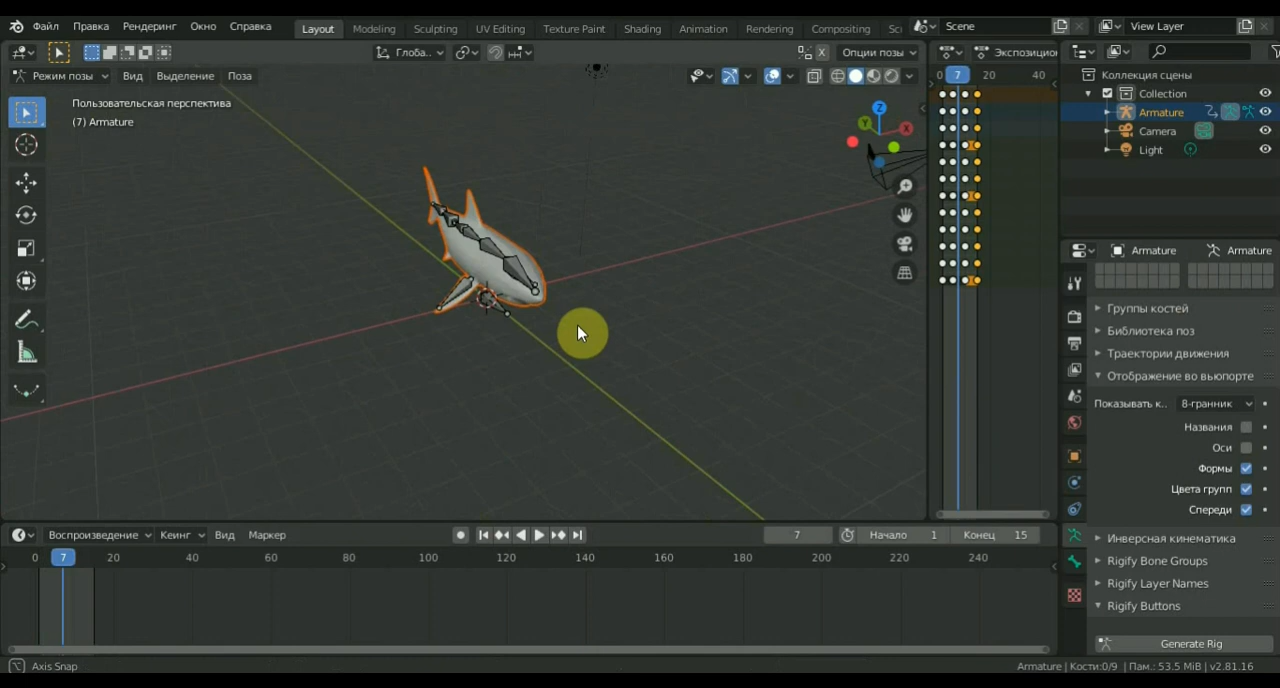 Файл Правка Рендеринг Окно Справка Layout Modeling Sculpting UV Editing Texture Paint Shading Animation Rendering Compositing Sc Scene View Layer
Глоба.. X Опции позы Экспозицион
Режим позы Вид Выделение Поза
0 7 20 40
Коллекция сцены
Collection
Armature
Camera
Light
Пользовательская перспектива
(7) Armature
Z
Y
X
Armature Armature
Группы костей
Библиотека поз
Траектории движения
Отображение во вьюпорте
Показывать к.. 8-гранник
Названия
Оси
Формы
Цвета групп
Спереди
Инверсная кинематика
Rigify Bone Groups
Rigify Layer Names
Rigify Buttons
Generate Rig
Воспроизведение Кеинг Вид Маркер 7 Начало 1 Конец 15
0 7 20 40 60 80 100 120 140 160 180 200 220 240
Axis Snap
Armature | Кости:0/9 | Пам.: 53.5 MiB | v2.81.16